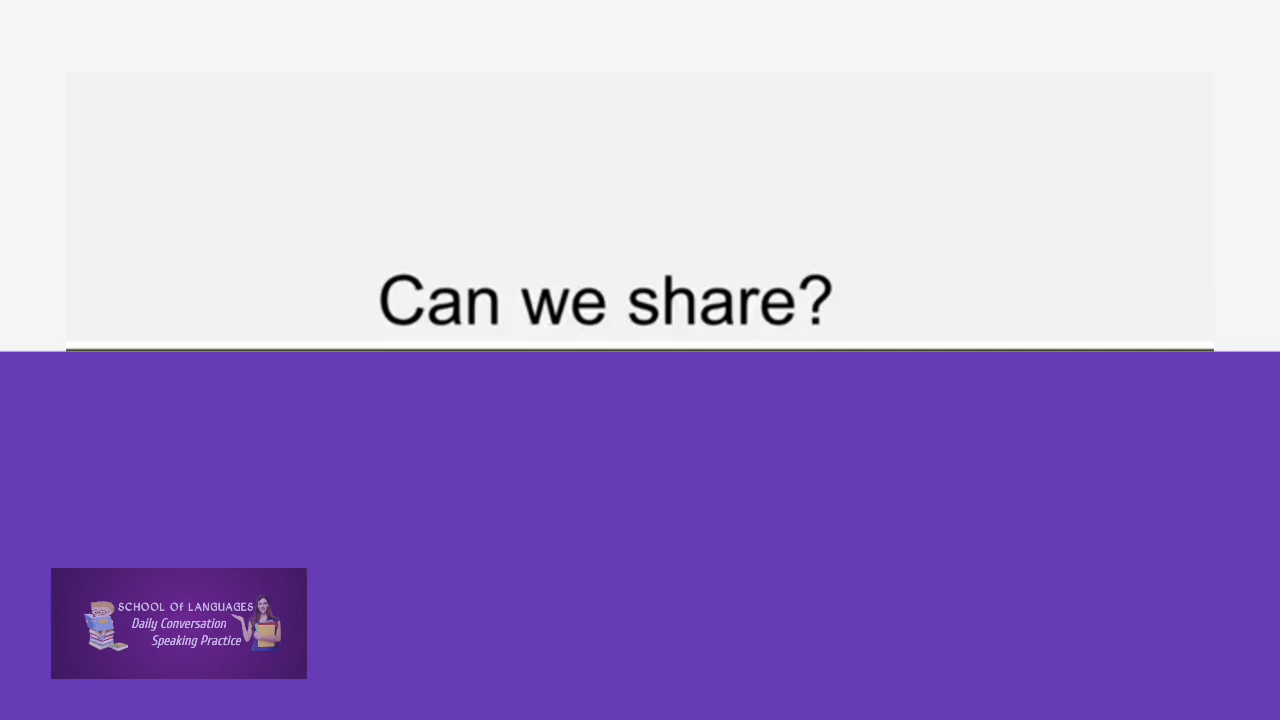 Can we share?
SCHOOL Of LANGUAGES
Daily Conversation
Speaking Practice